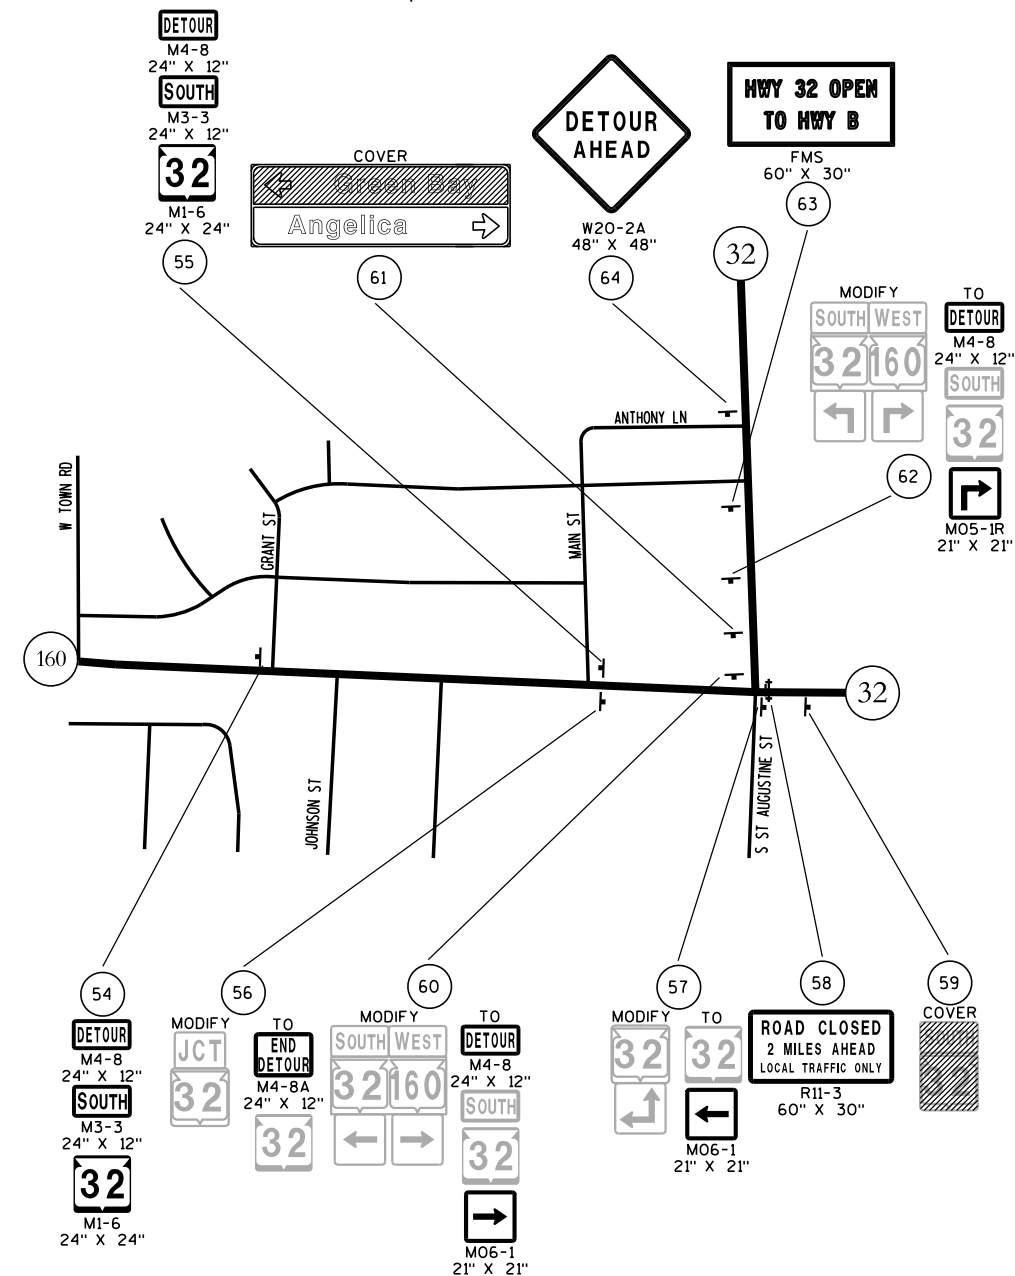 DETOUR
M4-8
24" X 12"
SOUTH
M3-3
24" X 12"
32
M1-6
24" X 24"
55
COVER
Green Bay
Angelica
61
DETOUR
AHEAD
W20-2A
48" X 48"
64
HWY 32 OPEN
TO HWY B
FMS
60" X 30"
63
32
MODIFY
SOUTH WEST
32 160
TO
DETOUR
M4-8
24" X 12"
SOUTH
32
M05-1R
21" X 21"
62
ANTHONY LN
W TOWN RD
GRANT ST
MAIN ST
160
32
JOHNSON ST
S ST AUGUSTINE ST
54
DETOUR
M4-8
24" X 12"
SOUTH
M3-3
24" X 12"
32
M1-6
24" X 24"
56
MODIFY
JCT
32
TO
END
DETOUR
M4-8A
24" X 12"
32
60
MODIFY
SOUTH WEST
32 160
TO
DETOUR
M4-8
24" X 12"
SOUTH
32
M06-1
21" X 21"
57
MODIFY
32
TO
32
M06-1
21" X 21"
58
ROAD CLOSED
2 MILES AHEAD
LOCAL TRAFFIC ONLY
R11-3
60" X 30"
59
COVER
32